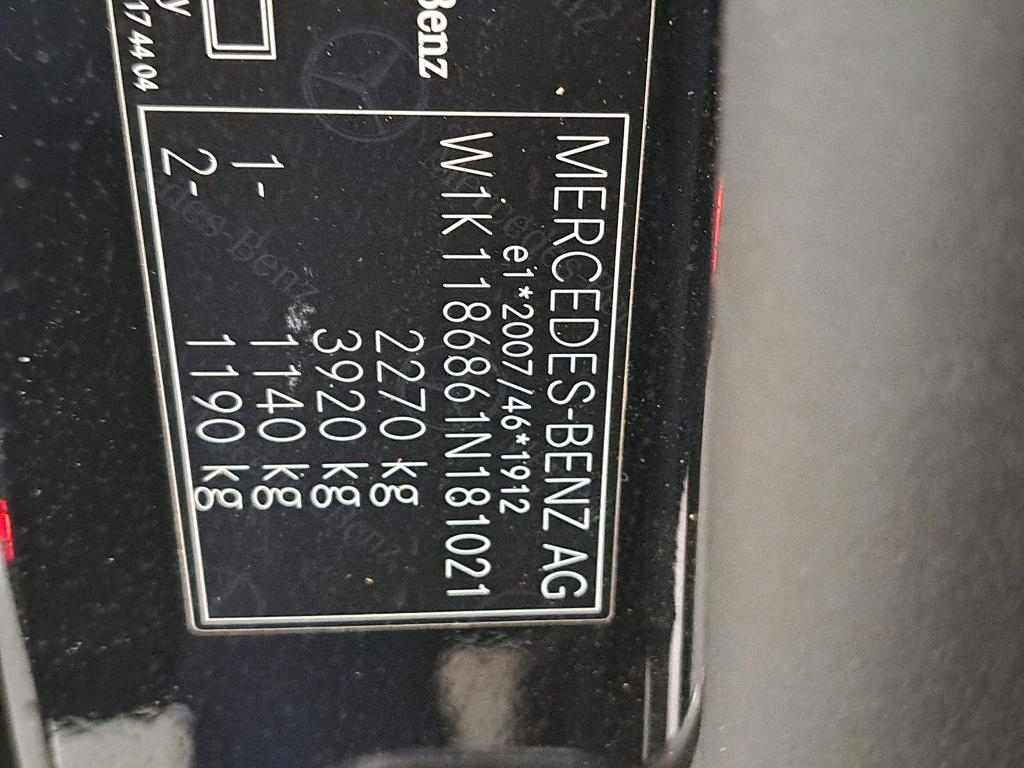 Benz
y
17 44 04
MERCEDES-BENZ AG
e1*2007/46*1912
W1K1186861N181021
2270 kg
3920 kg
1- 1140 kg
2- 1190 kg